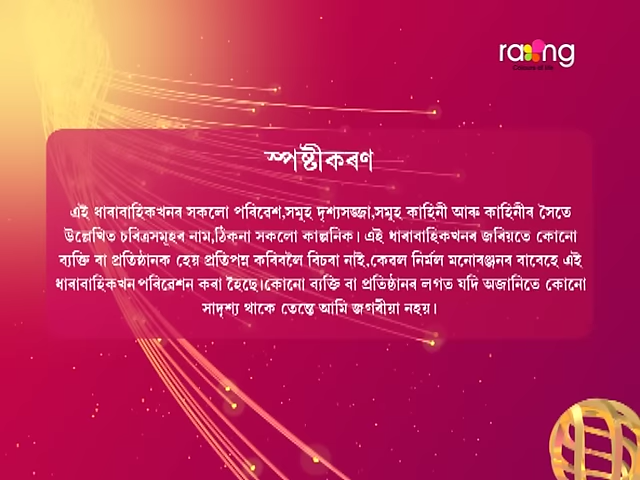 rang
স্পষ্টীকৰণ
এই ধাৰাবাহিকখনৰ সকলো পৰিবেশ,সমূহ দৃশ্যসজ্জা,সমূহ কাহিনী আৰু কাহিনীৰ সৈতে
উল্লেখিত চৰিত্ৰসমূহৰ নাম,ঠিকনা সকলো কাল্পনিক। এই ধাৰাবাহিকখনৰ জৰিয়তে কোনো
ব্যক্তি বা প্ৰতিষ্ঠানক হেয় প্ৰতিপন্ন কৰিবলৈ বিচৰা নাই,কেৱল নিৰ্মল মনোৰঞ্জনৰ বাবেহে এই
ধাৰাবাহিকখন পৰিৱেশন কৰা হৈছে।কোনো ব্যক্তি বা প্ৰতিষ্ঠানৰ লগত যদি অজানিতে কোনো
সাদৃশ্য থাকে তেন্তে আমি জগৰীয়া নহয়।